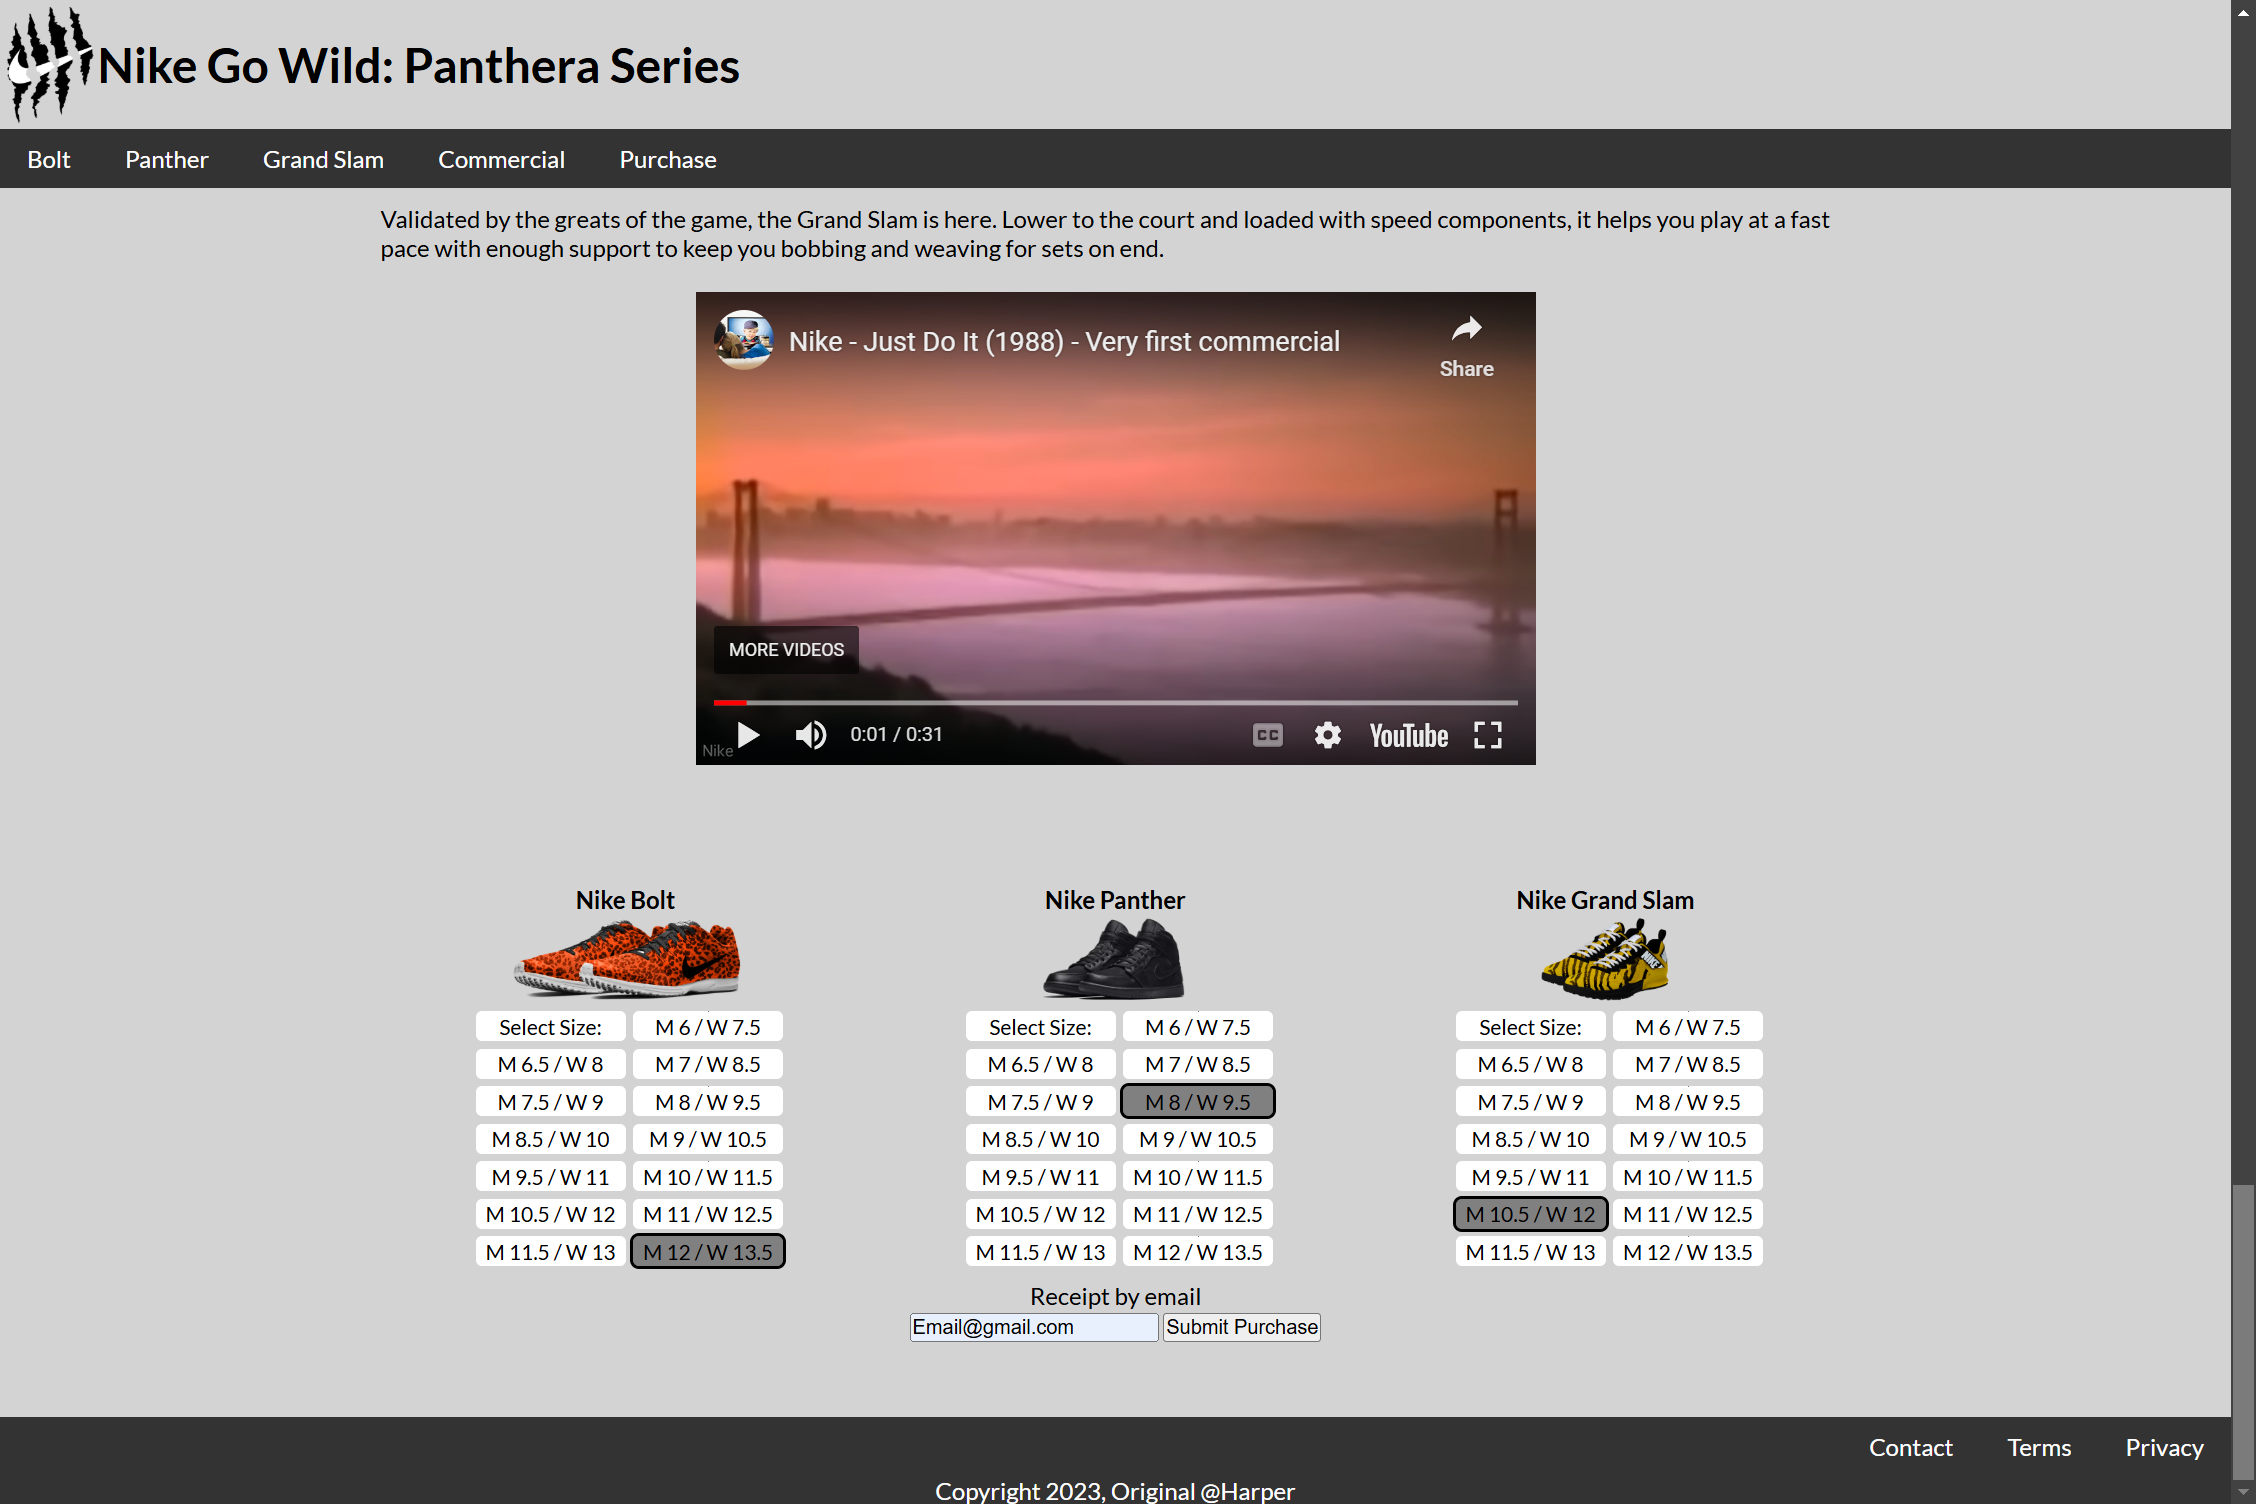 Nike Go Wild: Panthera Series
Bolt Panther Grand Slam Commercial Purchase
Validated by the greats of the game, the Grand Slam is here. Lower to the court and loaded with speed components, it helps you play at a fast
pace with enough support to keep you bobbing and weaving for sets on end.
Nike - Just Do It (1988) - Very first commercial
Share
MORE VIDEOS
0:01 / 0:31 CC YouTube
Nike
Nike Bolt Nike Panther Nike Grand Slam
NIKE
Select Size: M 6 / W 7.5 Select Size: M 6 / W 7.5 Select Size: M 6 / W 7.5
M 6.5 / W 8 M 7 / W 8.5 M 6.5 / W 8 M 7 / W 8.5 M 6.5 / W 8 M 7 / W 8.5
M 7.5 / W 9 M 8 / W 9.5 M 7.5 / W 9 M 8 / W 9.5 M 7.5 / W 9 M 8 / W 9.5
M 8.5 / W 10 M 9 / W 10.5 M 8.5 / W 10 M 9 / W 10.5 M 8.5 / W 10 M 9 / W 10.5
M 9.5 / W 11 M 10 / W 11.5 M 9.5 / W 11 M 10 / W 11.5 M 9.5 / W 11 M 10 / W 11.5
M 10.5 / W 12 M 11 / W 12.5 M 10.5 / W 12 M 11 / W 12.5 M 10.5 / W 12 M 11 / W 12.5
M 11.5 / W 13 M 12 / W 13.5 M 11.5 / W 13 M 12 / W 13.5 M 11.5 / W 13 M 12 / W 13.5
Receipt by email
Email@gmail.com Submit Purchase
Contact Terms Privacy
Copyright 2023, Original @Harper